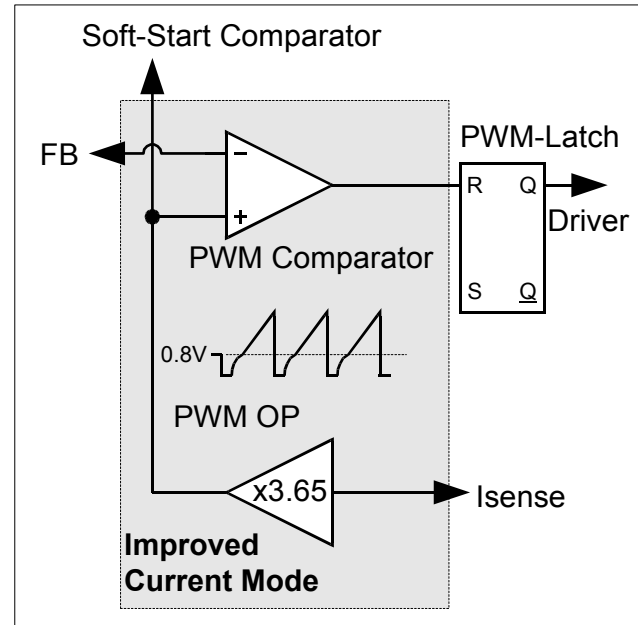 Soft-Start Comparator
FB
PWM-Latch
−
R Q
+
Driver
PWM Comparator
S Q
0.8V
PWM OP
x3.65
Isense
Improved
Current Mode